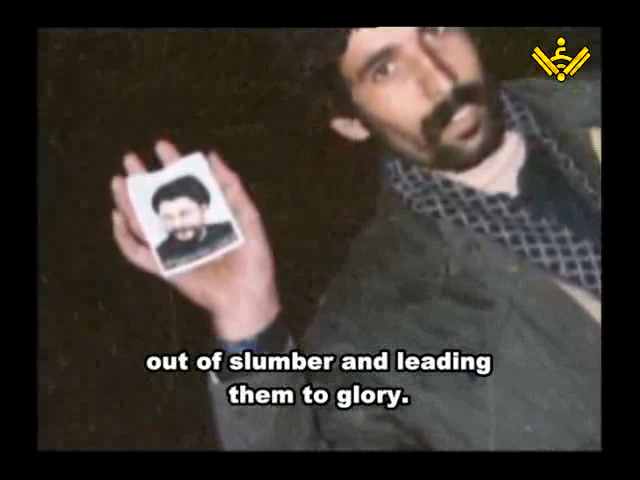 out of slumber and leading
them to glory.